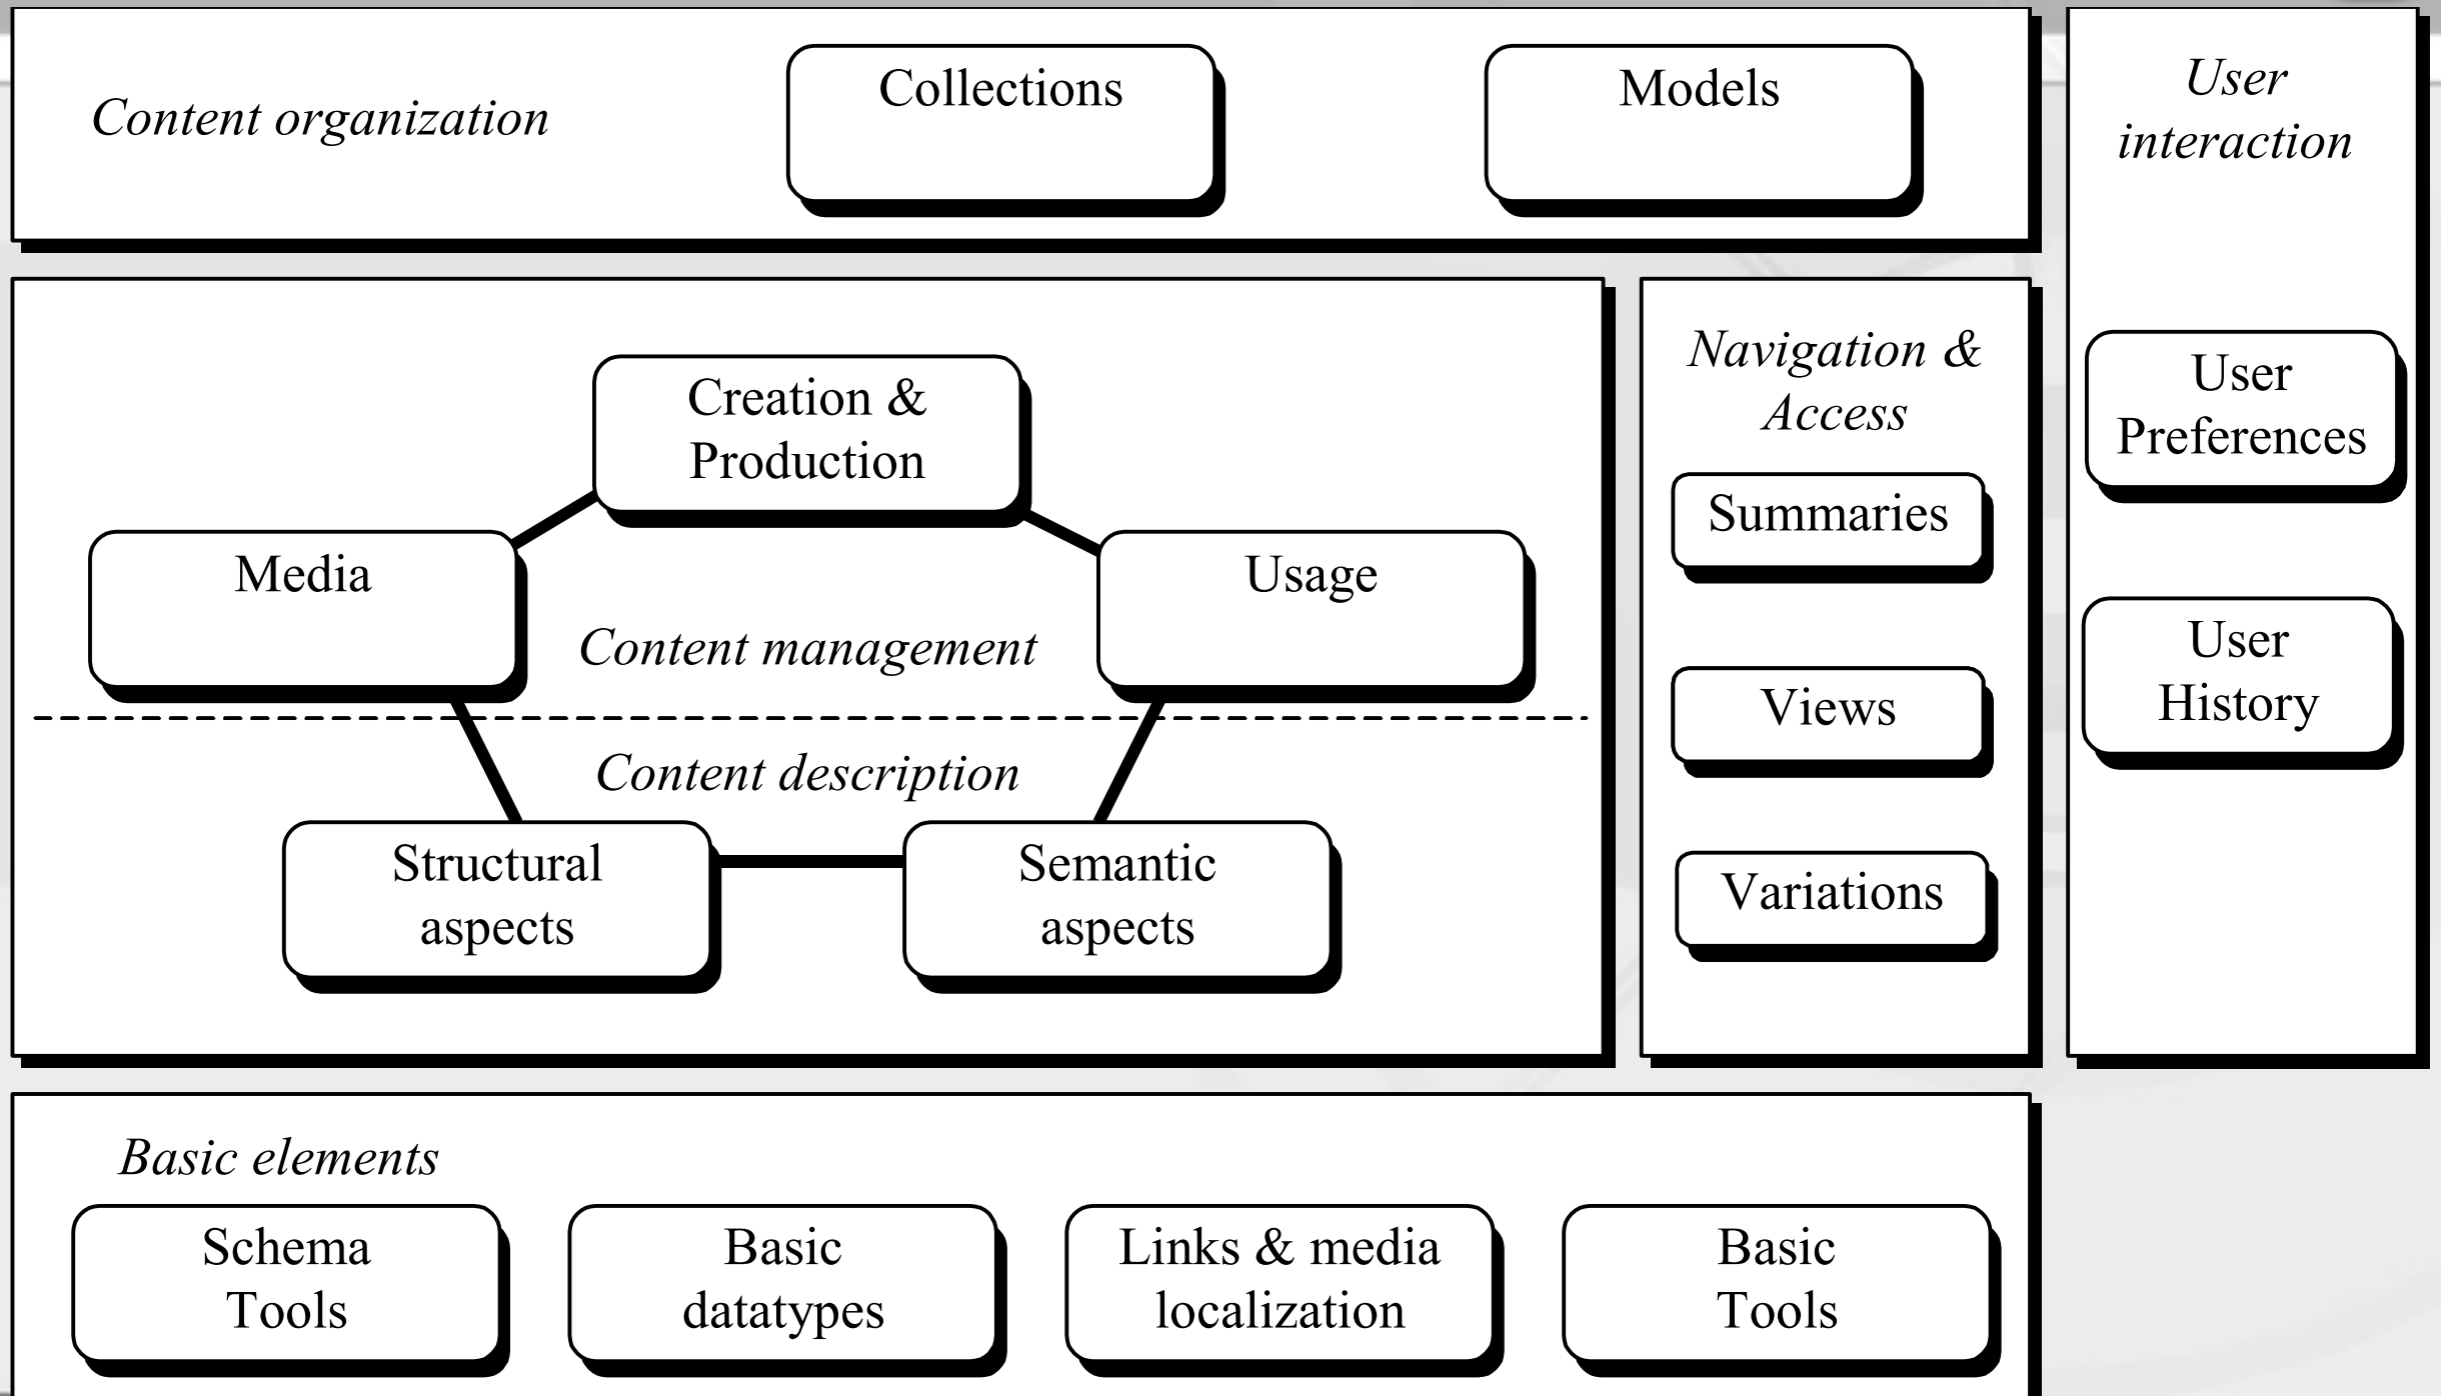 Content organization
Collections
Models
User
interaction
Creation &
Production
Media
Usage
Content management
Content description
Structural
aspects
Semantic
aspects
Navigation &
Access
Summaries
Views
Variations
User
Preferences
User
History
Basic elements
Schema
Tools
Basic
datatypes
Links & media
localization
Basic
Tools